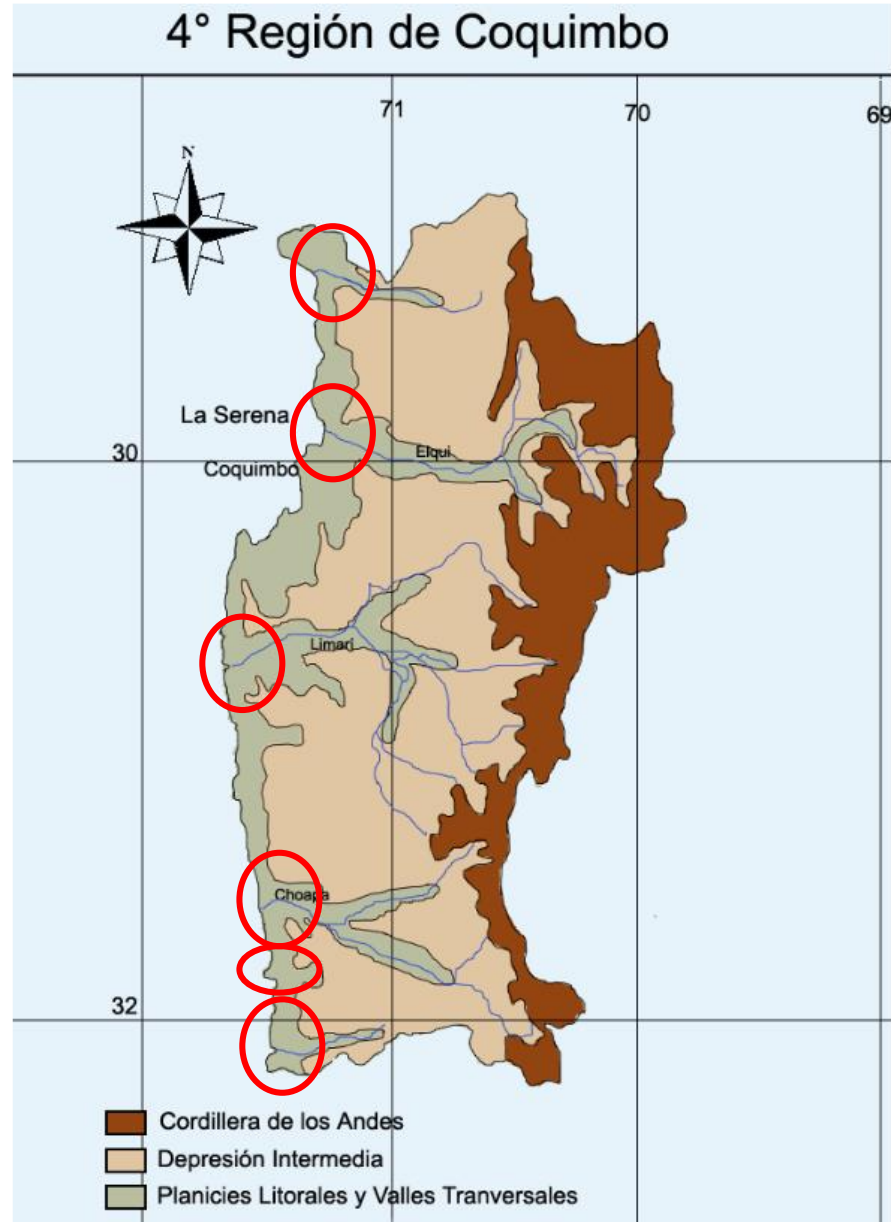 4° Región de Coquimbo
71
70
69
N
La Serena
30
Elqui
Coquimbo
Limarí
Choapa
32
Cordillera de los Andes
Depresión Intermedia
Planicies Litorales y Valles Tranversales